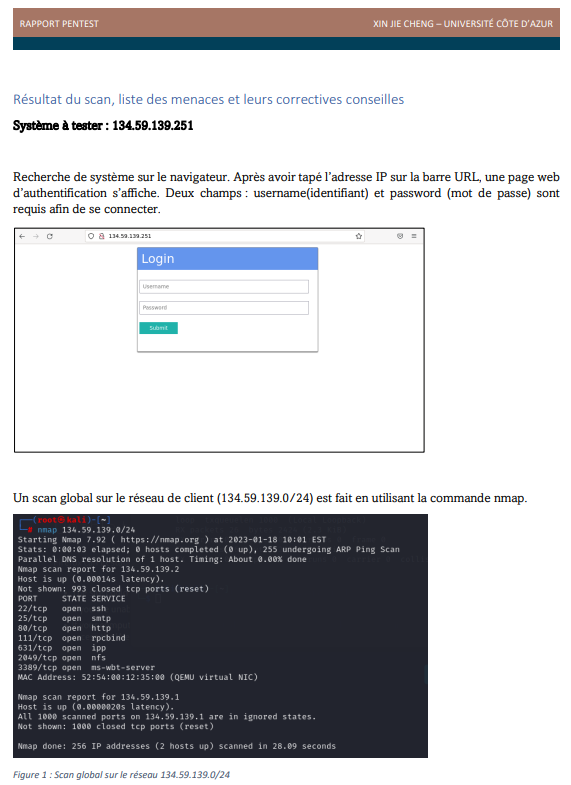 RAPPORT PENTEST
XIN JIE CHENG – UNIVERSITÉ CÔTE D'AZUR
Résultat du scan, liste des menaces et leurs correctives conseilles
Système à tester : 134.59.139.251
Recherche de système sur le navigateur. Après avoir tapé l'adresse IP sur la barre URL, une page web
d'authentification s'affiche. Deux champs : username(identifiant) et password (mot de passe) sont
requis afin de se connecter.
134.59.139.251
Login
Username
Password
Submit
Un scan global sur le réseau de client (134.59.139.0/24) est fait en utilisant la commande nmap.
(root㉿kali)-[~]
# nmap 134.59.139.0/24
Starting Nmap 7.92 ( https://nmap.org ) at 2023-01-18 10:01 EST
Stats: 0:00:03 elapsed; 0 hosts completed (0 up), 255 undergoing ARP Ping Scan
Parallel DNS resolution of 1 host. Timing: About 0.00% done
Nmap scan report for 134.59.139.2
Host is up (0.00014s latency).
Not shown: 993 closed tcp ports (reset)
PORT STATE SERVICE
22/tcp open ssh
25/tcp open smtp
80/tcp open http
111/tcp open rpcbind
631/tcp open ipp
2049/tcp open nfs
3389/tcp open ms-wbt-server
MAC Address: 52:54:00:12:35:00 (QEMU virtual NIC)
Nmap scan report for 134.59.139.1
Host is up (0.0000020s latency).
All 1000 scanned ports on 134.59.139.1 are in ignored states.
Not shown: 1000 closed tcp ports (reset)
Nmap done: 256 IP addresses (2 hosts up) scanned in 28.09 seconds
Figure 1 : Scan global sur le réseau 134.59.139.0/24